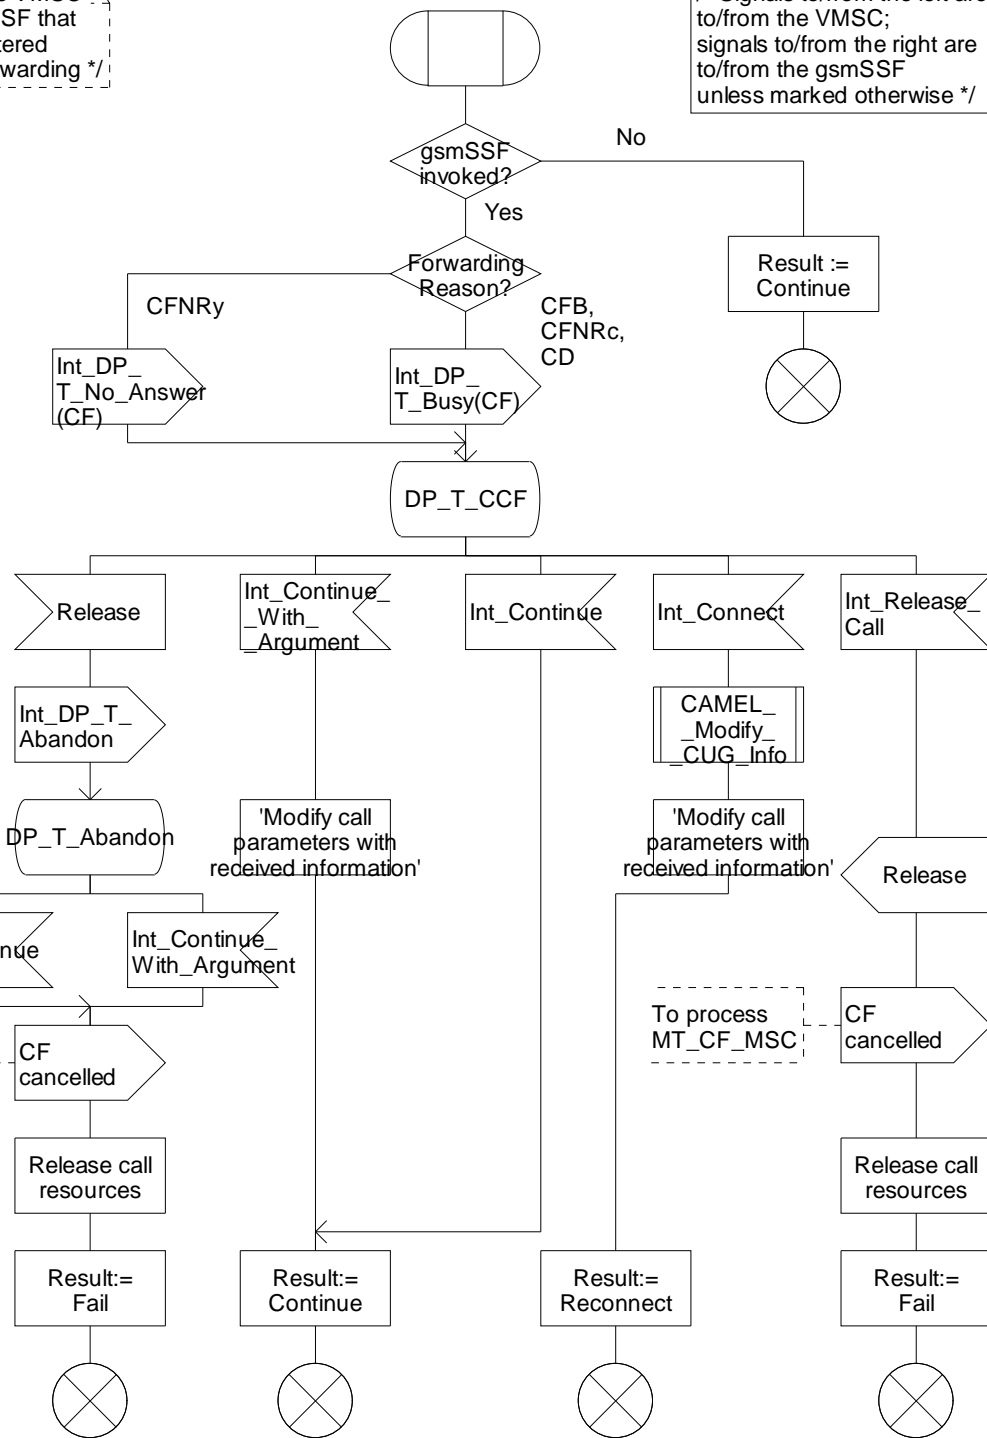 SF that
warding */
to/from the VMSC;
signals to/from the right are
to/from the gsmSSF
unless marked otherwise */
gsmSSF
invoked?
No
Yes
Forwarding
Reason?
Result :=
Continue
CFNRy
CFB,
CFNRc,
CD
Int_DP_
T_No_Answer
(CF)
Int_DP_
T_Busy(CF)
DP_T_CCF
Release
Int_Continue_
_With_
_Argument
Int_Continue
Int_Connect
Int_Release_
Call
Int_DP_T_
Abandon
CAMEL_
_Modify_
_CUG_Info
DP_T_Abandon
'Modify call
parameters with
received information'
'Modify call
parameters with
received information'
Release
nue
Int_Continue_
With_Argument
CF
cancelled
To process
MT_CF_MSC
CF
cancelled
Release call
resources
Release call
resources
Result:=
Fail
Result:=
Continue
Result:=
Reconnect
Result:=
Fail